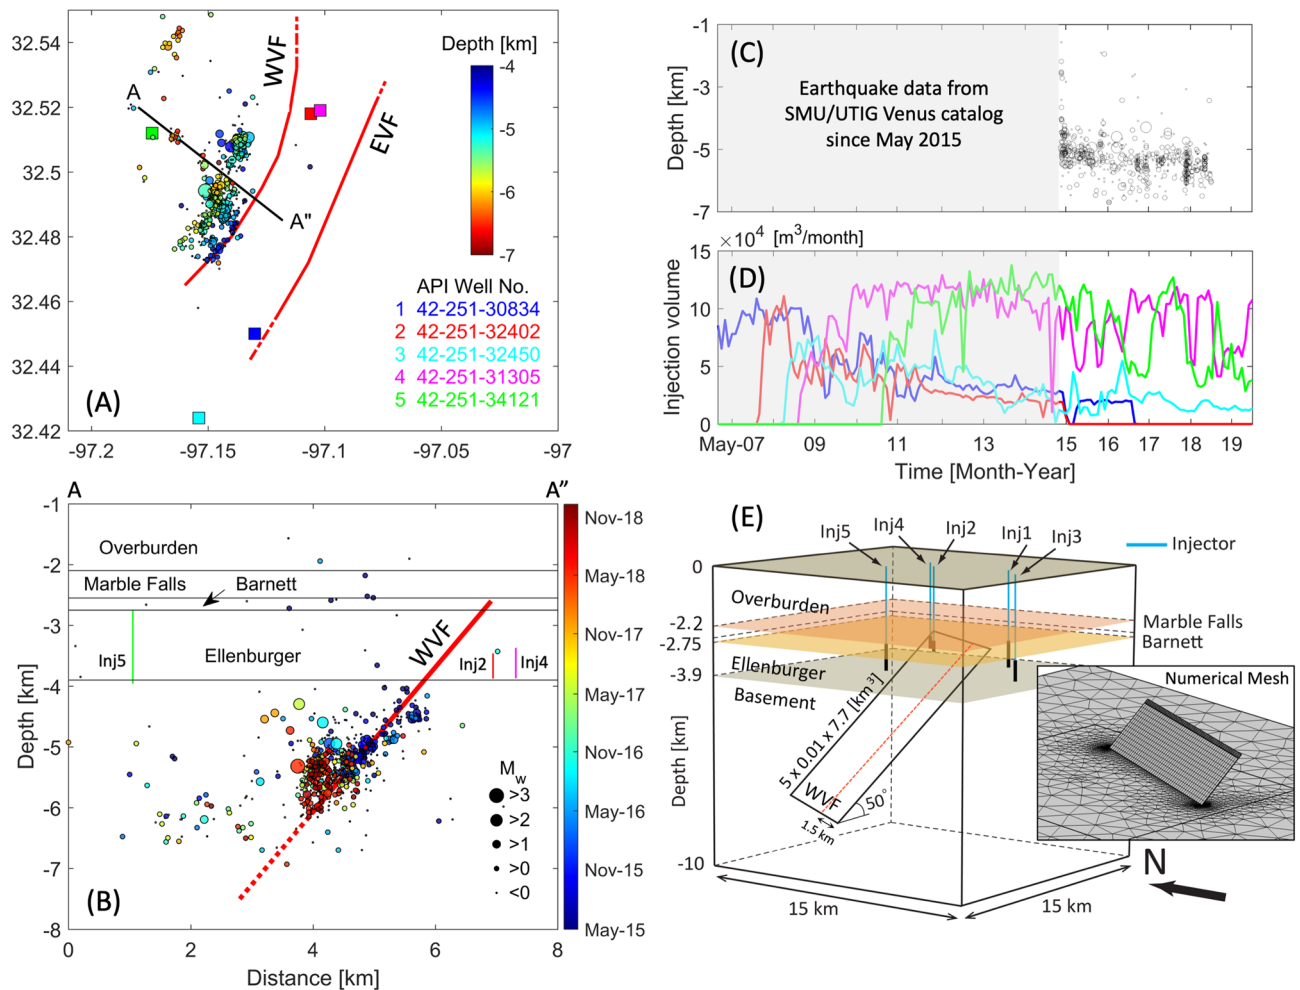 32.54
32.52
32.5
32.48
32.46
32.44
32.42
-97.2
-97.15
-97.1
-97.05
-97
A
A"
WVF
EVF
Depth [km]
-4
-5
-6
-7
API Well No.
1 42-251-30834
2 42-251-32402
3 42-251-32450
4 42-251-31305
5 42-251-34121
(A)
-1
-3
-5
-7
Depth [km]
(C)
Earthquake data from
SMU/UTIG Venus catalog
since May 2015
×10⁴ [m³/month]
15
10
5
0
Injection volume
(D)
May-07
09
11
13
15
16
17
18
19
Time [Month-Year]
A
A”
-1
-2
-3
-4
-5
-6
-7
-8
Depth [km]
Overburden
Marble Falls
Barnett
Ellenburger
Inj5
WVF
Inj2
Inj4
Mw
>3
>2
>1
>0
<0
(B)
0
2
4
6
8
Distance [km]
Nov-18
May-18
Nov-17
May-17
Nov-16
May-16
Nov-15
May-15
(E)
Inj5
Inj4
Inj2
Inj1
Inj3
Injector
0
-2.2
-2.75
-3.9
-10
Depth [km]
Overburden
Marble Falls
Barnett
Ellenburger
Basement
5 x 0.01 x 7.7 [km³]
WVF
50°
1.5 km
Numerical Mesh
15 km
15 km
N